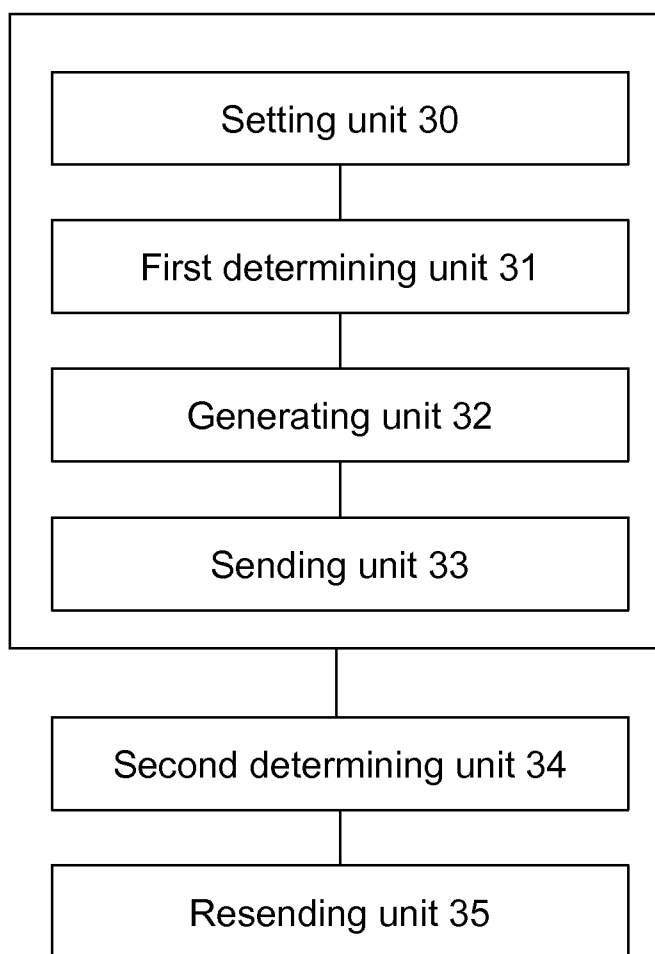 Setting unit 30
First determining unit 31
Generating unit 32
Sending unit 33
Second determining unit 34
Resending unit 35